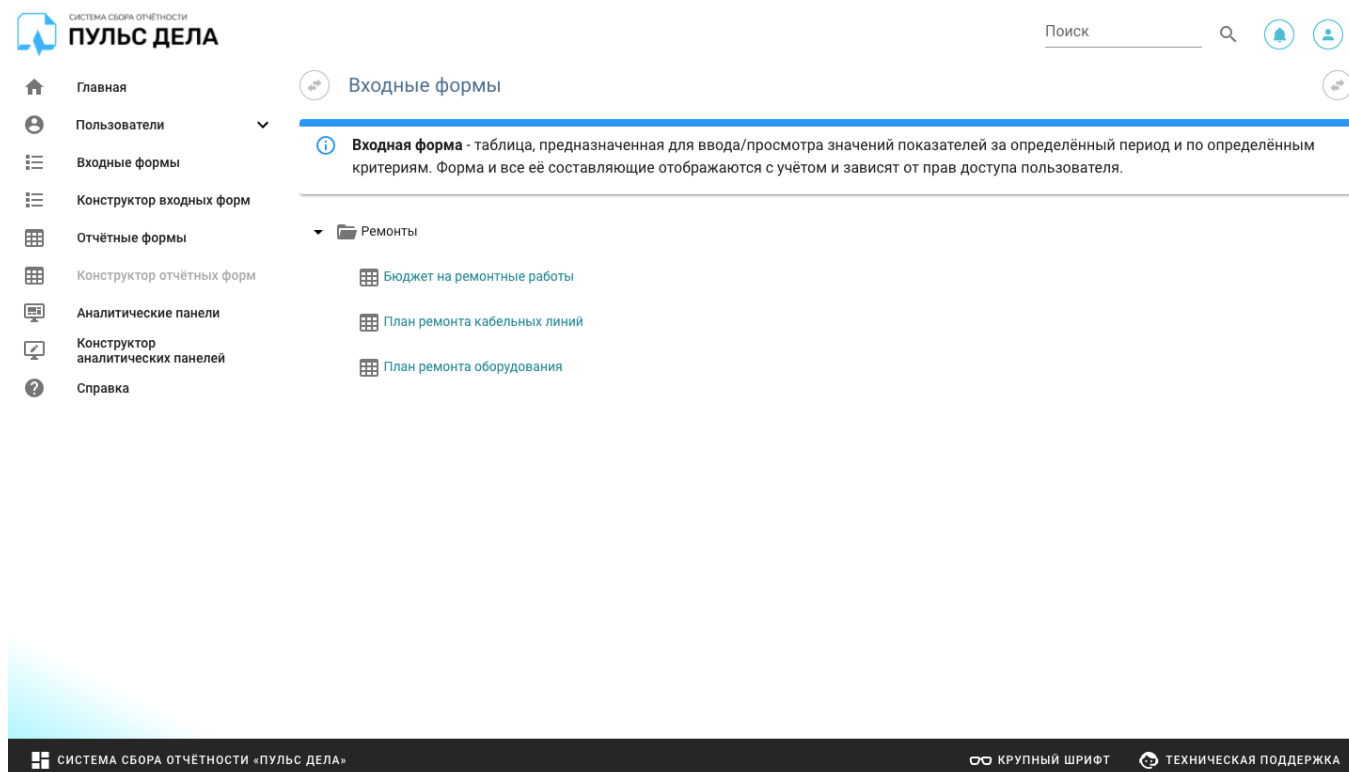 СИСТЕМА СБОРА ОТЧЁТНОСТИ
ПУЛЬС ДЕЛА
Поиск
Главная
Пользователи
Входные формы
Конструктор входных форм
Отчётные формы
Конструктор отчётных форм
Аналитические панели
Конструктор
аналитических панелей
Справка
Входные формы
Входная форма - таблица, предназначенная для ввода/просмотра значений показателей за определённый период и по определённым
критериям. Форма и все её составляющие отображаются с учётом и зависят от прав доступа пользователя.
Ремонты
Бюджет на ремонтные работы
План ремонта кабельных линий
План ремонта оборудования
СИСТЕМА СБОРА ОТЧЁТНОСТИ «ПУЛЬС ДЕЛА»
КРУПНЫЙ ШРИФТ
ТЕХНИЧЕСКАЯ ПОДДЕРЖКА